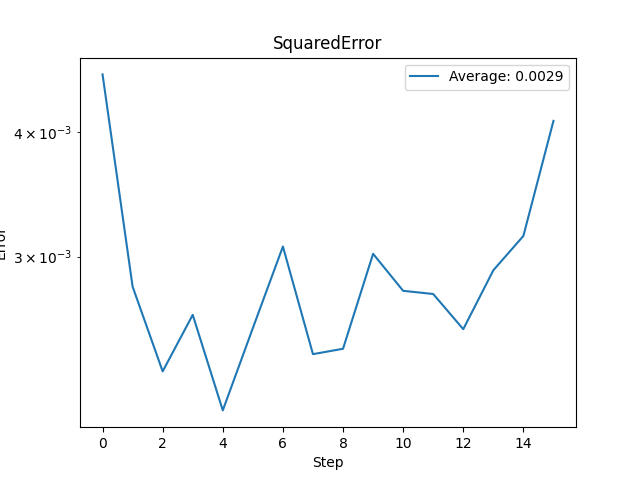 SquaredError
Average: 0.0029
4 × 10⁻³
3 × 10⁻³
Error
0 2 4 6 8 10 12 14
Step